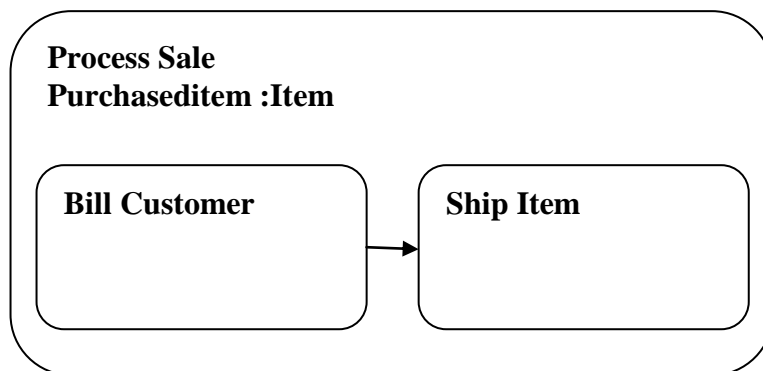 Process Sale
Purchaseditem :Item
Bill Customer
Ship Item